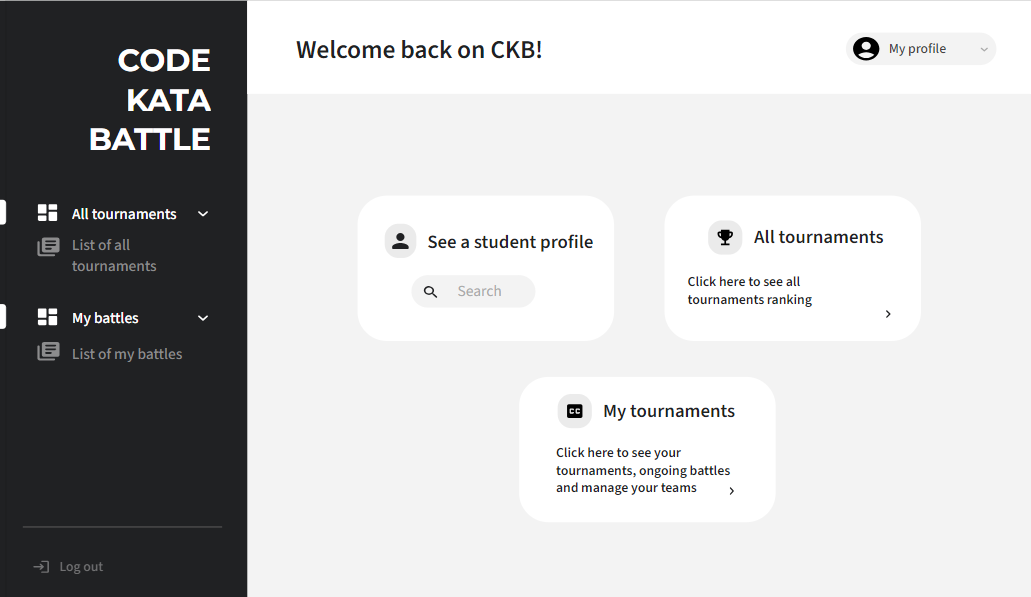 CODE
KATA
BATTLE
All tournaments
List of all
tournaments
My battles
List of my battles
Log out
Welcome back on CKB!
My profile
See a student profile
Search
All tournaments
Click here to see all
tournaments ranking
CC
My tournaments
Click here to see your
tournaments, ongoing battles
and manage your teams